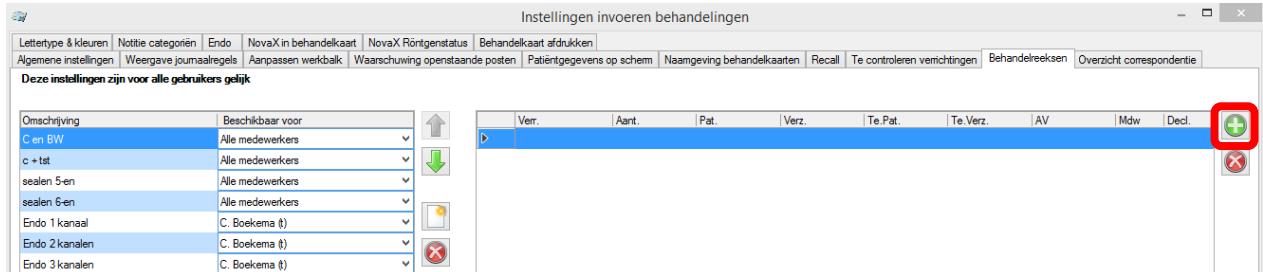 Instellingen invoeren behandelingen
Lettertype & kleuren Notitie categoriën Endo NovaX in behandelkaart NovaX Röntgenstatus Behandelkaart afdrukken
Algemene instellingen Weergave journaalregels Aanpassen werkbalk Waarschuwing openstaande posten Patiëntgegevens op scherm Naamgeving behandelkaarten Recall Te controleren verrichtingen Behandelreeksen Overzicht correspondentie
Deze instellingen zijn voor alle gebruikers gelijk
Omschrijving Beschikbaar voor Verr. Aant. Pat. Verz. Te.Pat. Te.Verz. AV Mdw Decl.
C en BW Alle medewerkers
c + tst Alle medewerkers
sealen 5-en Alle medewerkers
sealen 6-en Alle medewerkers
Endo 1 kanaal C. Boekema (t)
Endo 2 kanalen C. Boekema (t)
Endo 3 kanalen C. Boekema (t)